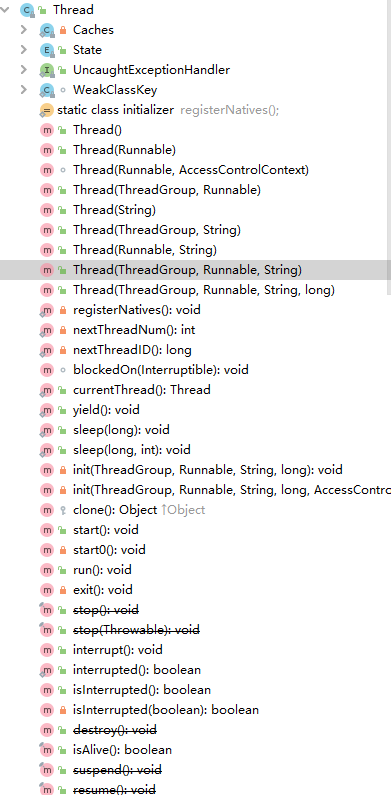 Thread
Caches
State
UncaughtExceptionHandler
WeakClassKey
static class initializer registerNatives();
Thread()
Thread(Runnable)
Thread(Runnable, AccessControlContext)
Thread(ThreadGroup, Runnable)
Thread(String)
Thread(ThreadGroup, String)
Thread(Runnable, String)
Thread(ThreadGroup, Runnable, String)
Thread(ThreadGroup, Runnable, String, long)
registerNatives(): void
nextThreadNum(): int
nextThreadID(): long
blockedOn(Interruptible): void
currentThread(): Thread
yield(): void
sleep(long): void
sleep(long, int): void
init(ThreadGroup, Runnable, String, long): void
init(ThreadGroup, Runnable, String, long, AccessContro
clone(): Object ↑Object
start(): void
start0(): void
run(): void
exit(): void
stop(): void
stop(Throwable): void
interrupt(): void
interrupted(): boolean
isInterrupted(): boolean
isInterrupted(boolean): boolean
destroy(): void
isAlive(): boolean
suspend(): void
resume(): void